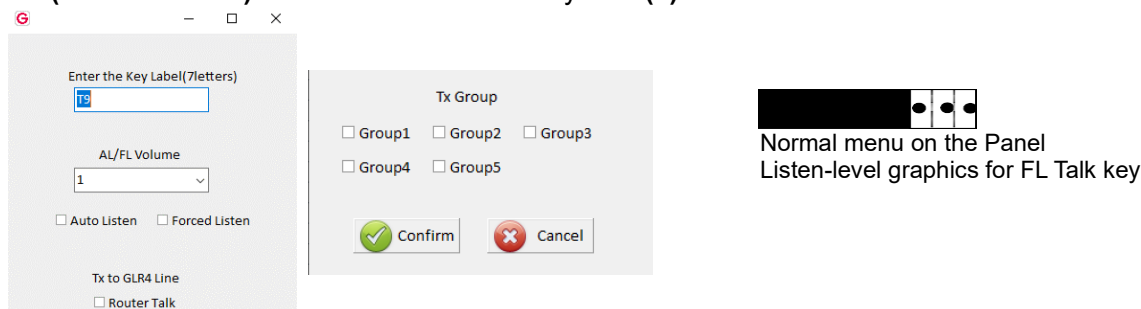 G
Enter the Key Label(7letters)
T9
AL/FL Volume
1
Auto Listen Forced Listen
Tx to GLR4 Line
Router Talk
Tx Group
Group1 Group2 Group3
Group4 Group5
Confirm Cancel
Normal menu on the Panel
Listen-level graphics for FL Talk key